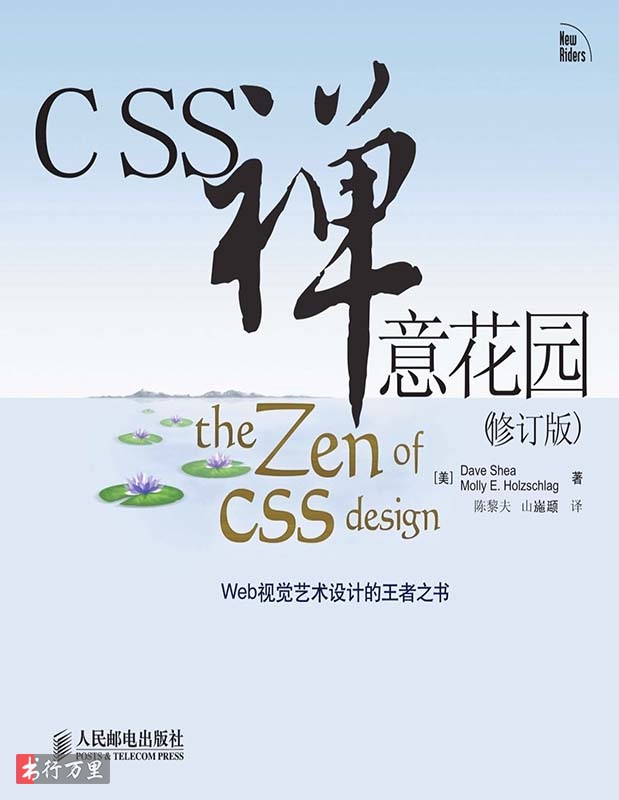 New
Riders
CSS禅
意花园
(修订版)
the Zen of
CSS design
[美] Dave Shea
Molly E. Holzschlag 著
陈黎夫 山崺颋 译
Web视觉艺术设计的王者之书
人民邮电出版社
POSTS & TELECOM PRESS
书行万里